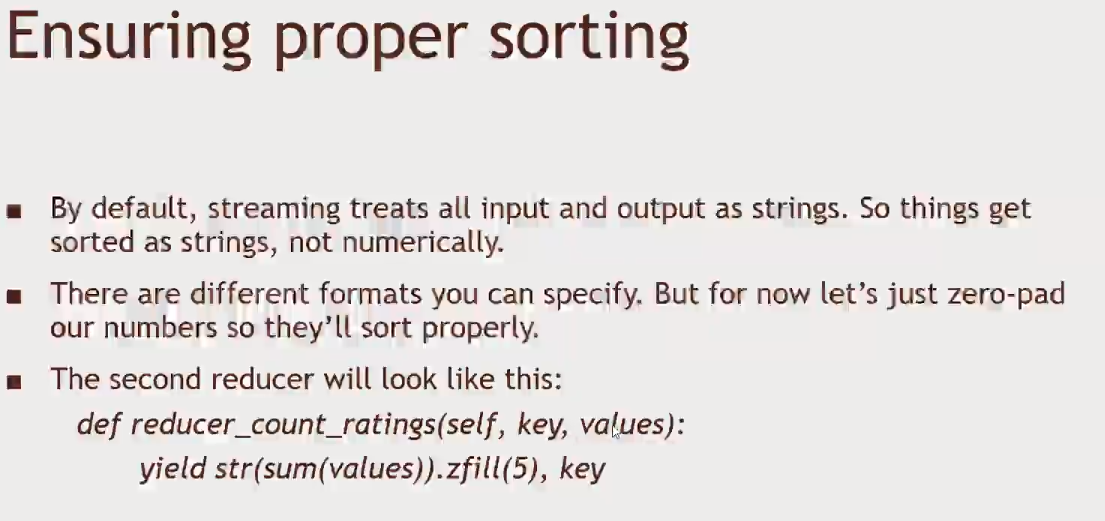 Ensuring proper sorting
■ By default, streaming treats all input and output as strings. So things get
sorted as strings, not numerically.
■ There are different formats you can specify. But for now let’s just zero-pad
our numbers so they’ll sort properly.
■ The second reducer will look like this:
def reducer_count_ratings(self, key, values):
yield str(sum(values)).zfill(5), key